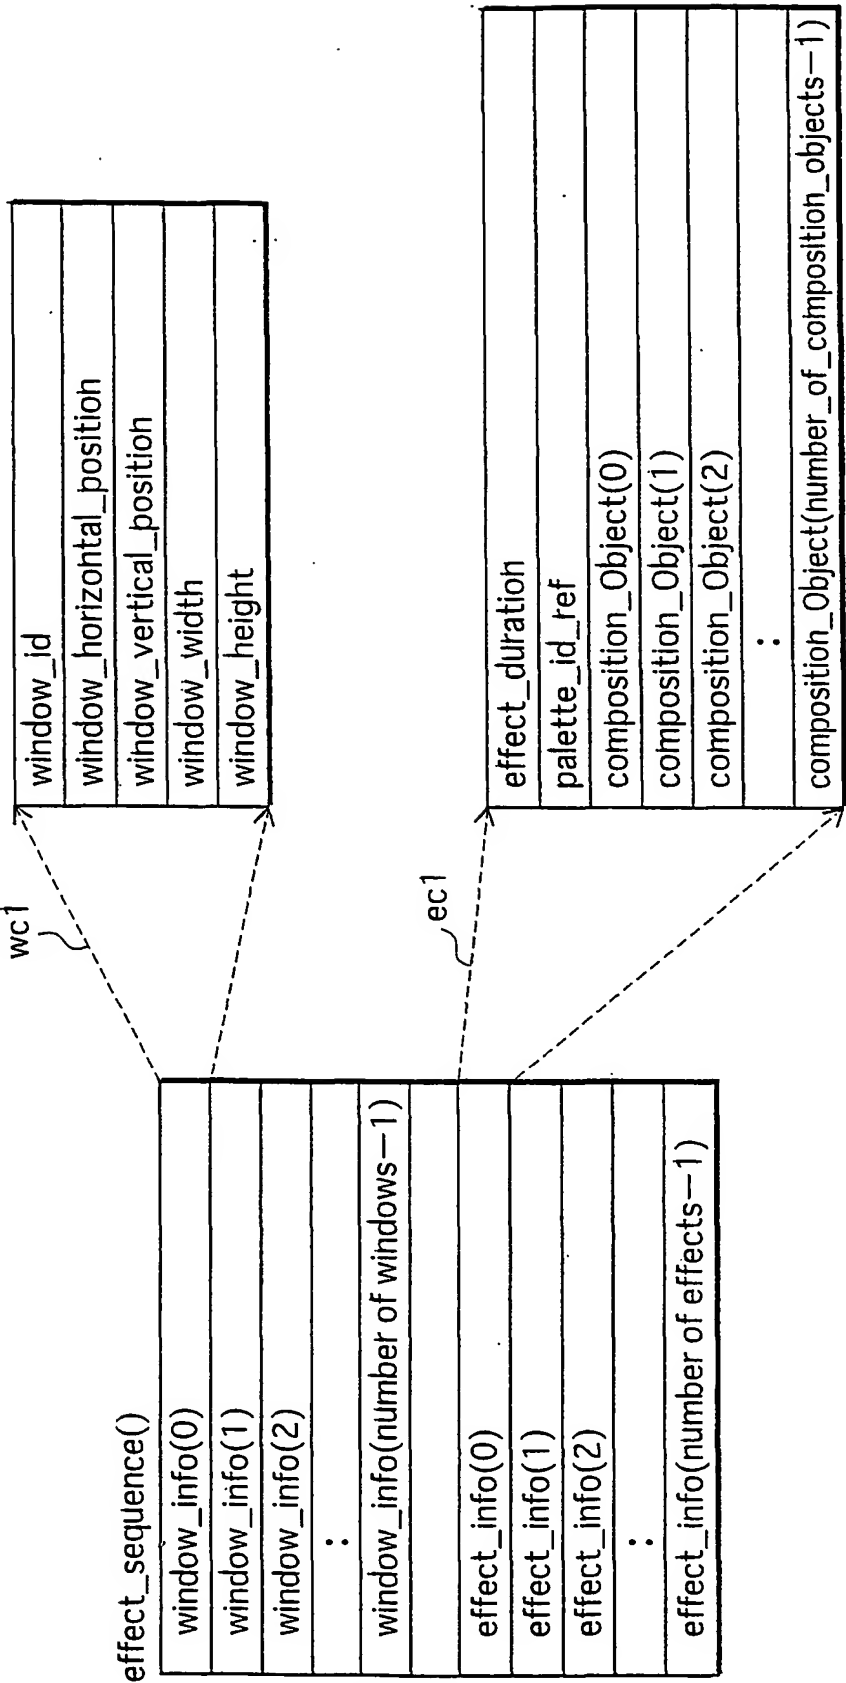 effect_sequence()
window_info(0)
window_info(1)
window_info(2)
:
window_info(number of windows—1)
effect_info(0)
effect_info(1)
effect_info(2)
:
effect_info(number of effects—1)
wc1
window_id
window_horizohtal_position
window_vertical_position
window_width
window_height
ec1
effect_duration
palette_id_ref
composition_Object(0)
composition_Object(1)
composition_Object(2)
:
composition_Object(number_of_composition_objects—1)